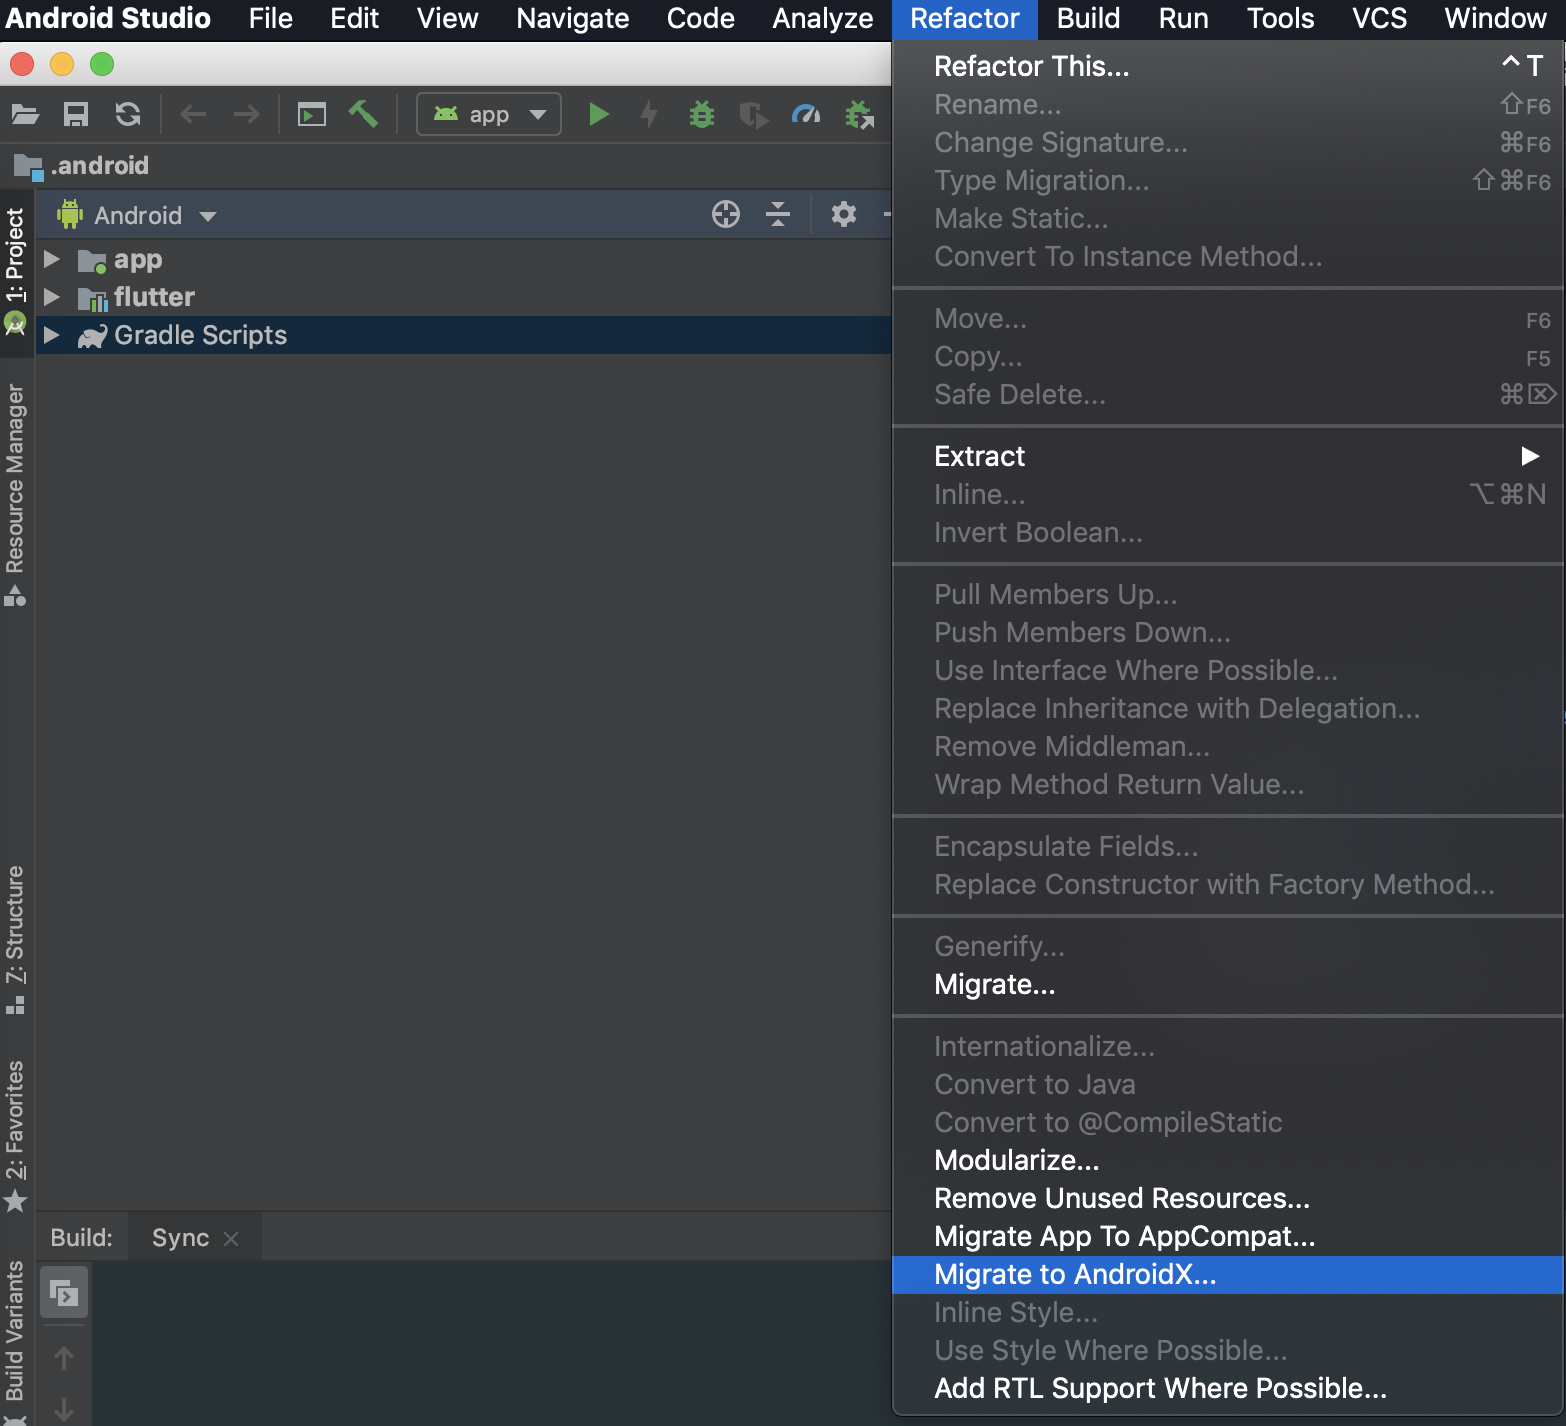 Android Studio File Edit View Navigate Code Analyze Refactor Build Run Tools VCS Window
app
.android
Android
app
flutter
Gradle Scripts
1: Project
Resource Manager
7: Structure
2: Favorites
Build Variants
Build: Sync
Refactor This... ⌃T
Rename... ⇧F6
Change Signature... ⌘F6
Type Migration... ⇧⌘F6
Make Static...
Convert To Instance Method...
Move... F6
Copy... F5
Safe Delete... ⌘⌦
Extract
Inline... ⌥⌘N
Invert Boolean...
Pull Members Up...
Push Members Down...
Use Interface Where Possible...
Replace Inheritance with Delegation...
Remove Middleman...
Wrap Method Return Value...
Encapsulate Fields...
Replace Constructor with Factory Method...
Generify...
Migrate...
Internationalize...
Convert to Java
Convert to @CompileStatic
Modularize...
Remove Unused Resources...
Migrate App To AppCompat...
Migrate to AndroidX...
Inline Style...
Use Style Where Possible...
Add RTL Support Where Possible...